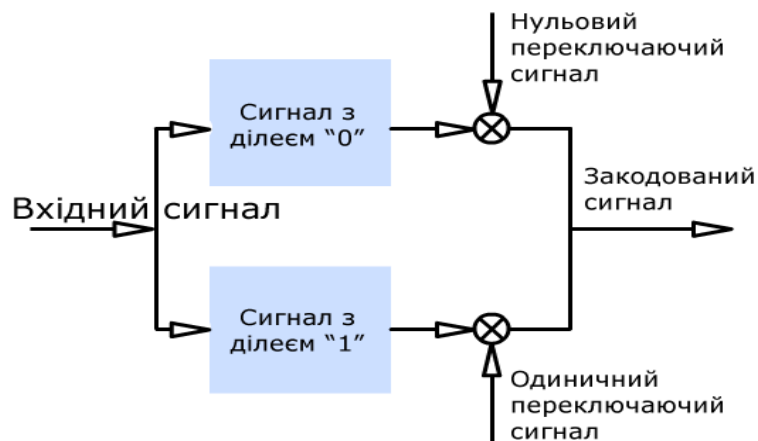 Нульовий
переключаючий
сигнал
Сигнал з
ділеєм “0”
Вхідний сигнал
Закодований
сигнал
Сигнал з
ділеєм “1”
Одиничний
переключаючий
сигнал